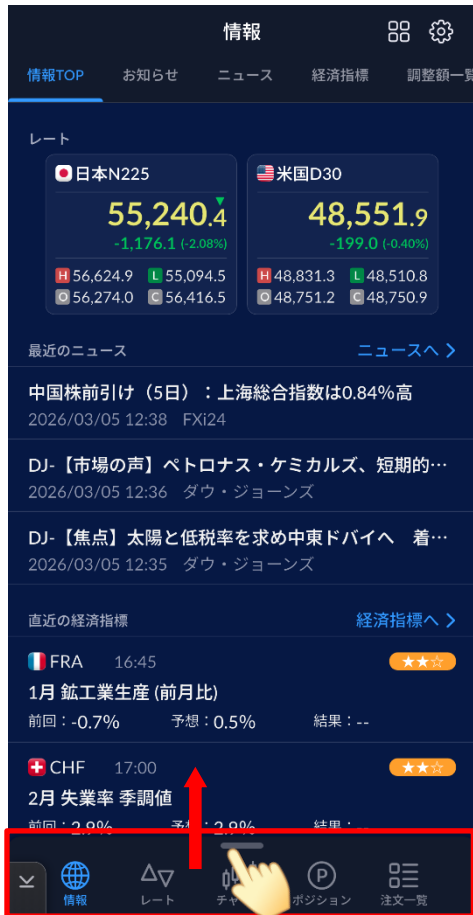 情報
情報TOP お知らせ ニュース 経済指標 調整額一覧
レート
日本N225
55,240.4
-1,176.1 (-2.08%)
H 56,624.9 L 55,094.5
O 56,274.0 C 56,416.5
米国D30
48,551.9
-199.0 (-0.40%)
H 48,831.3 L 48,510.8
O 48,751.2 C 48,750.9
最近のニュース ニュースへ
中国株前引け（5日）：上海総合指数は0.84%高
2026/03/05 12:38 FXi24
DJ-【市場の声】ペトロナス・ケミカルズ、短期的…
2026/03/05 12:36 ダウ・ジョーンズ
DJ-【焦点】太陽と低税率を求め中東ドバイへ　着…
2026/03/05 12:35 ダウ・ジョーンズ
直近の経済指標 経済指標へ
FRA 16:45 ★★☆
1月 鉱工業生産 (前月比)
前回：-0.7% 予想：0.5% 結果：--
CHF 17:00 ★★☆
2月 失業率 季調値
前回：2.9% 予想：2.9% 結果：--
情報 レート チャ ポジション 注文一覧